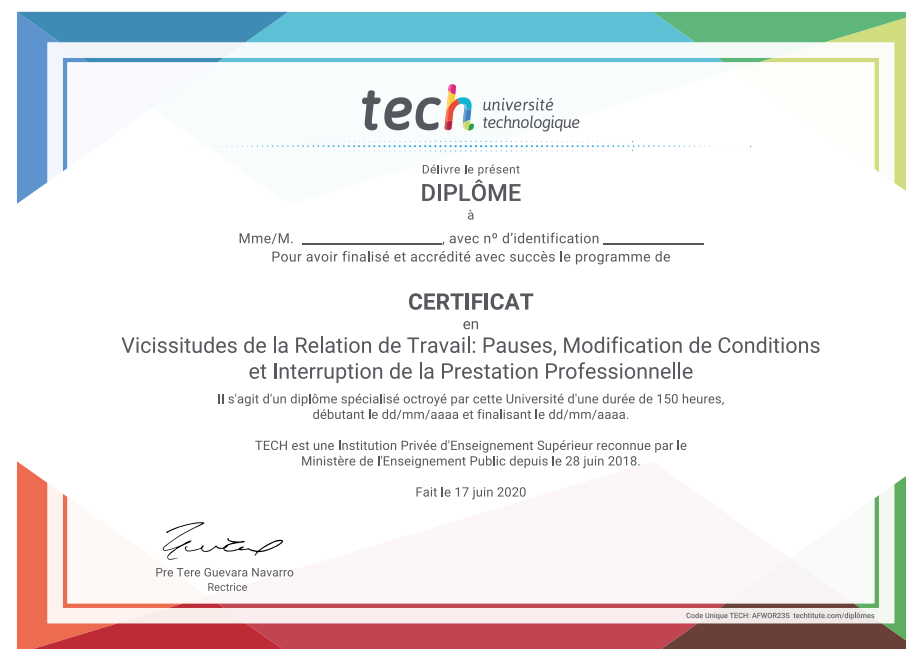 tech université
technologique
Délivre le présent
DIPLÔME
à
Mme/M. ____________________, avec nº d'identification ______________
Pour avoir finalisé et accrédité avec succès le programme de
CERTIFICAT
en
Vicissitudes de la Relation de Travail: Pauses, Modification de Conditions
et Interruption de la Prestation Professionnelle
Il s'agit d'un diplôme spécialisé octroyé par cette Université d'une durée de 150 heures,
débutant le dd/mm/aaaa et finalisant le dd/mm/aaaa.
TECH est une Institution Privée d'Enseignement Supérieur reconnue par le
Ministère de l'Enseignement Public depuis le 28 juin 2018.
Fait le 17 juin 2020
Pre Tere Guevara Navarro
Rectrice
Code Unique TECH: AFWOR23S techtitute.com/diplômes